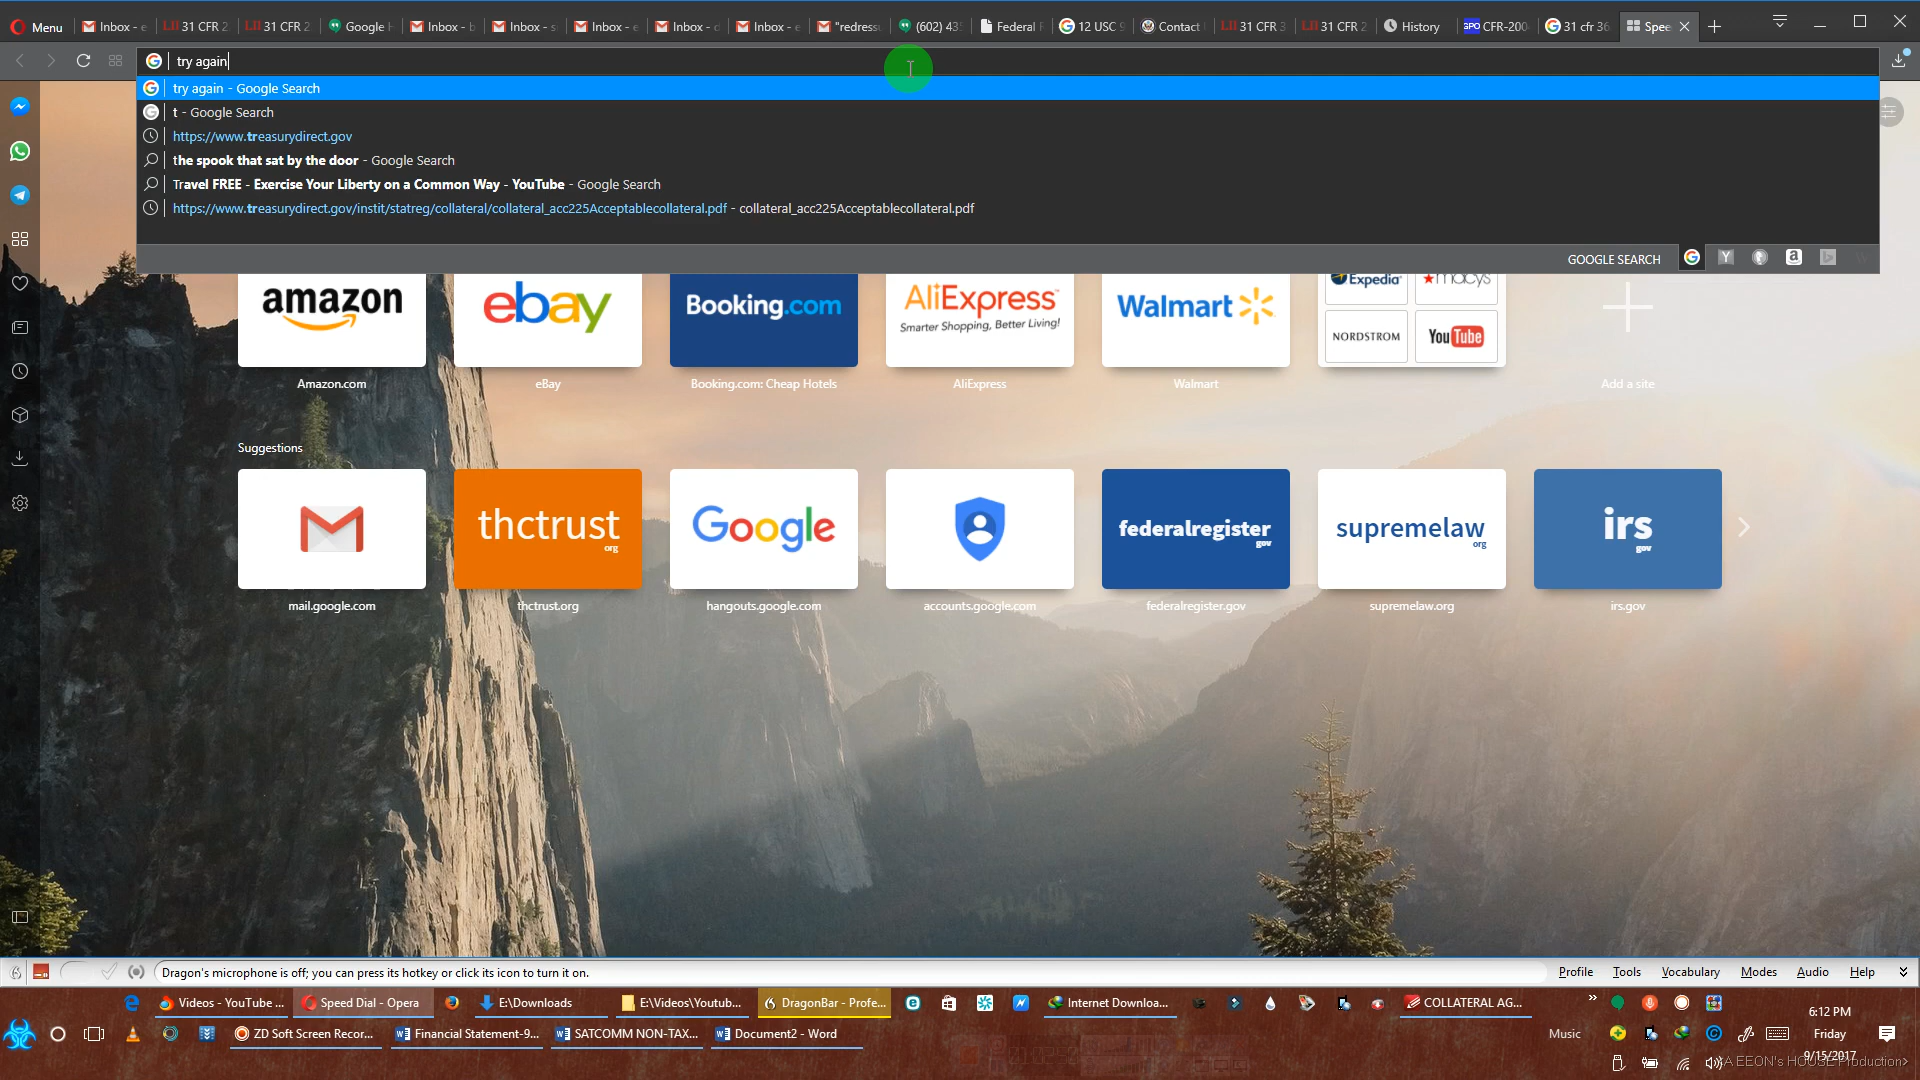 Menu
Inbox - e
31 CFR 2
31 CFR 2
Google H
Inbox - b
Inbox - s
Inbox - e
Inbox - d
Inbox - e
"redress
(602) 43
Federal R
12 USC 9
Contact
31 CFR 3
31 CFR 2
History
GPO CFR-200
31 cfr 36
Spee
try again
try again - Google Search
t - Google Search
https://www.treasurydirect.gov
the spook that sat by the door - Google Search
Travel FREE - Exercise Your Liberty on a Common Way - YouTube - Google Search
https://www.treasurydirect.gov/instit/statreg/collateral/collateral_acc225Acceptablecollateral.pdf - collateral_acc225Acceptablecollateral.pdf
GOOGLE SEARCH
amazon
ebay
Booking.com
AliExpress
Smarter Shopping, Better Living!
Walmart
Expedia
macys
NORDSTROM
YouTube
Amazon.com
eBay
Booking.com: Cheap Hotels
AliExpress
Walmart
Add a site
Suggestions
thctrust
org
Google
federalregister
gov
supremelaw
org
irs
gov
mail.google.com
thctrust.org
hangouts.google.com
accounts.google.com
federalregister.gov
supremelaw.org
irs.gov
Dragon's microphone is off; you can press its hotkey or click its icon to turn it on.
Profile Tools Vocabulary Modes Audio Help
Videos - YouTube ...
Speed Dial - Opera
E:\Downloads
E:\Videos\Youtub...
DragonBar - Profe...
Internet Downloa...
COLLATERAL AG...
6:12 PM
ZD Soft Screen Recor...
Financial Statement-9...
SATCOMM NON-TAX...
Document2 - Word
Music
Friday
9/15/2017
A EEON's HOUSE Production>